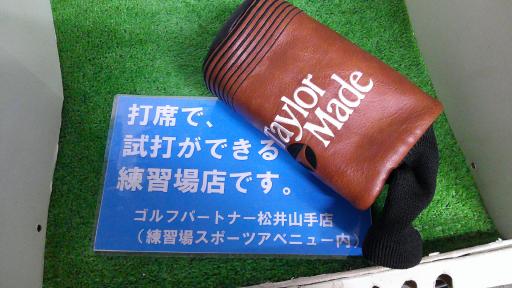 打席で、
試打ができる
練習場店です。
ゴルフパートナー松井山手店
(練習場スポーツアベニュー内)
Taylor
Made